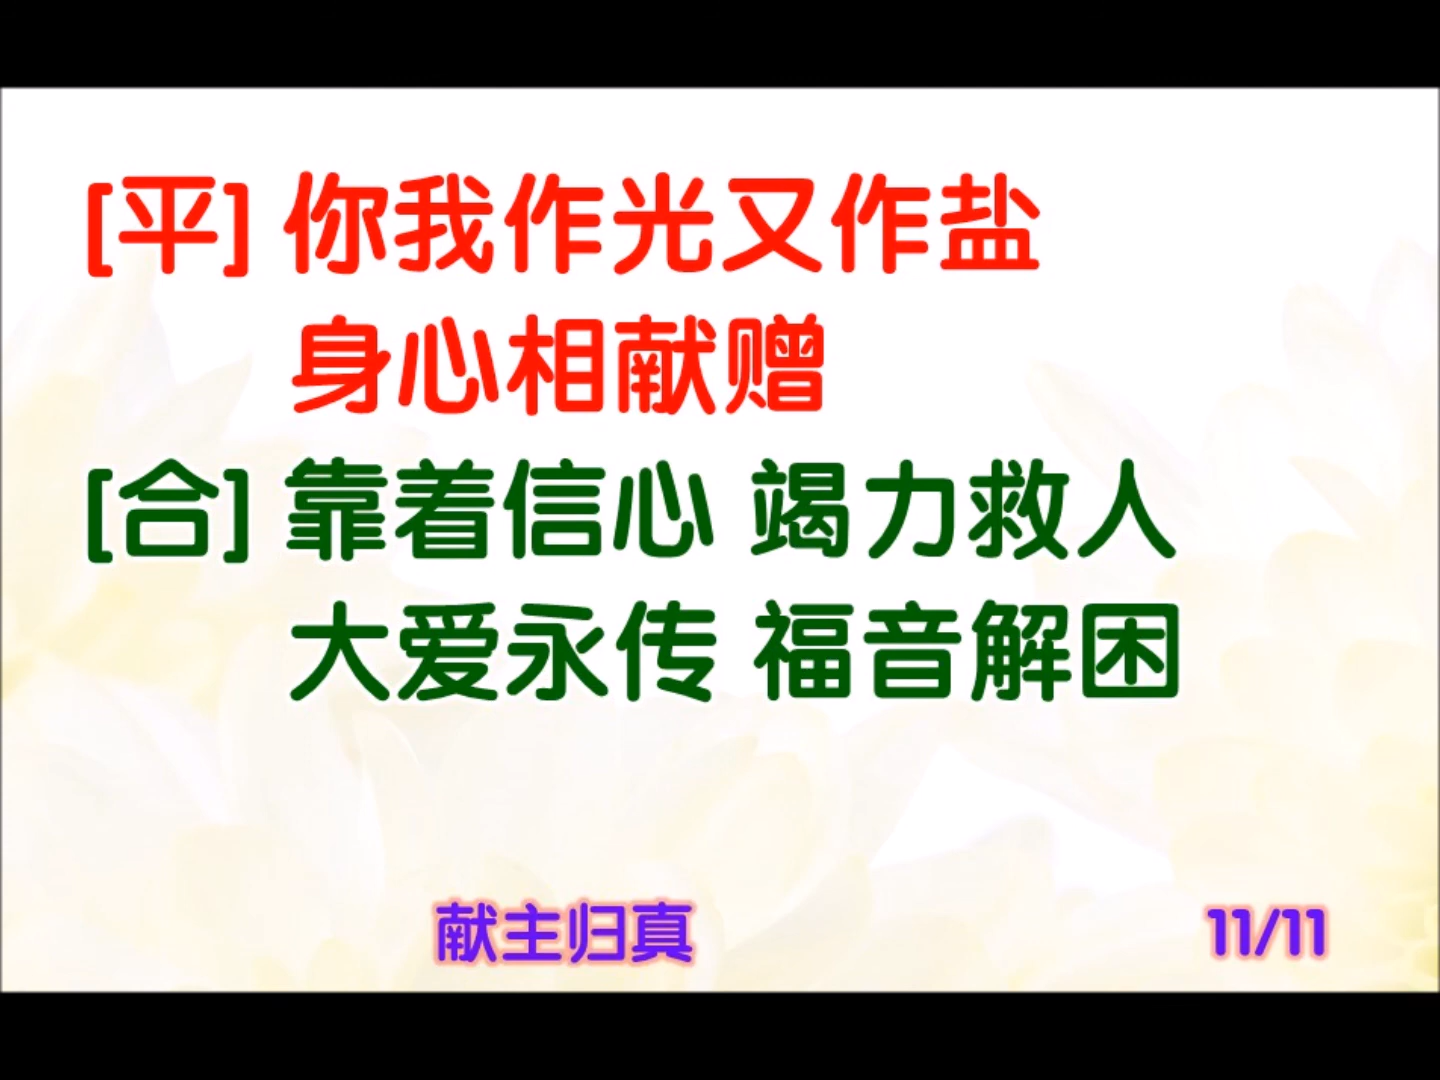 [平] 你我作光又作盐
身心相献赠
[合] 靠着信心 竭力救人
大爱永传 福音解困
献主归真
11/11